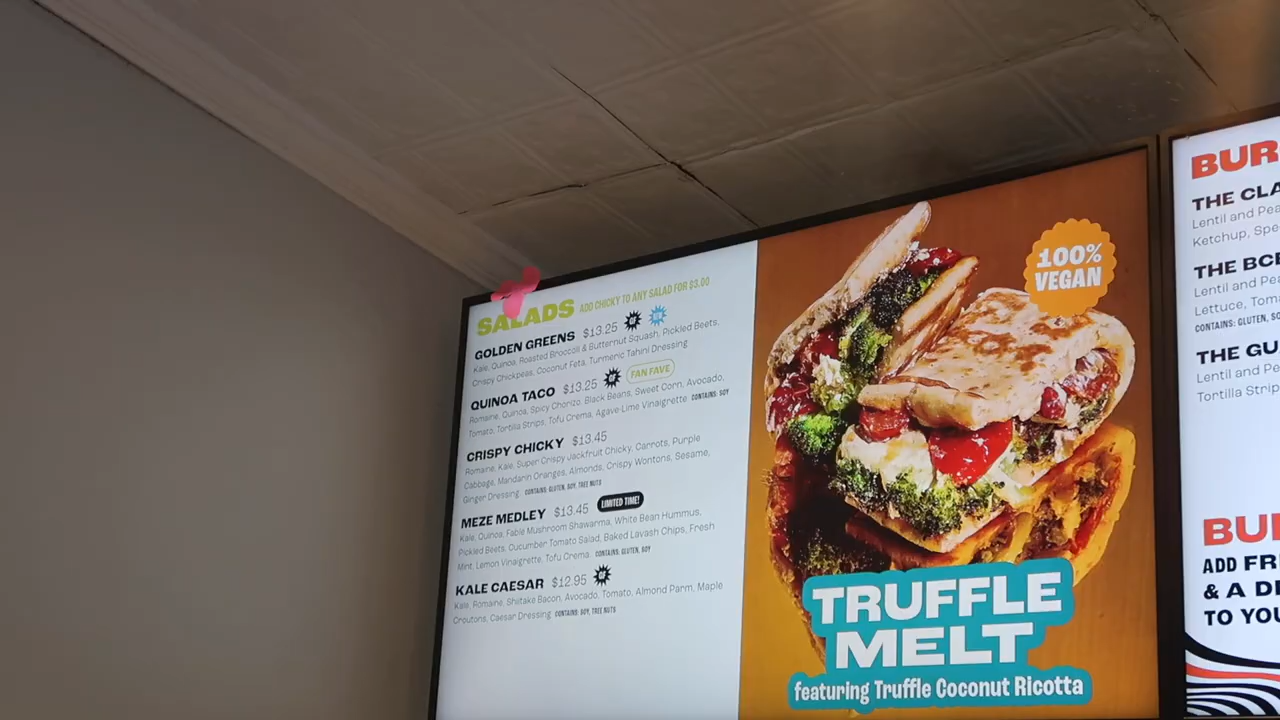 SALADS ADD CHICKY TO ANY SALAD FOR $3.00
GOLDEN GREENS $13.25
Kale, Quinoa, Roasted Broccoli & Butternut Squash, Pickled Beets,
Crispy Chickpeas, Coconut Feta, Turmeric Tahini Dressing
QUINOA TACO $13.25 FAN FAVE
Romaine, Quinoa, Spicy Chorizo, Black Beans, Sweet Corn, Avocado,
Tomato, Tortilla Strips, Tofu Crema, Agave-Lime Vinaigrette CONTAINS: SOY
CRISPY CHICKY $13.45
Romaine, Kale, Super Crispy Jackfruit Chicky, Carrots, Purple
Cabbage, Mandarin Oranges, Almonds, Crispy Wontons, Sesame,
Ginger Dressing CONTAINS: GLUTEN, SOY, TREE NUTS
MEZE MEDLEY $13.45 LIMITED TIME!
Kale, Quinoa, Fable Mushroom Shawarma, White Bean Hummus,
Pickled Beets, Cucumber Tomato Salad, Baked Lavash Chips, Fresh
Mint, Lemon Vinaigrette, Tofu Crema CONTAINS: GLUTEN, SOY
KALE CAESAR $12.95
Kale, Romaine, Shiitake Bacon, Avocado, Tomato, Almond Parm, Maple
Croutons, Caesar Dressing CONTAINS: SOY, TREE NUTS
100%
VEGAN
TRUFFLE
MELT
featuring Truffle Coconut Ricotta
BUR
THE CLA
Lentil and Pea
Ketchup, Spe
THE BCB
Lentil and Pea
Lettuce, Toma
CONTAINS: GLUTEN, SO
THE GU
Lentil and Pe
Tortilla Strip
BU
ADD FR
& A D
TO YOU